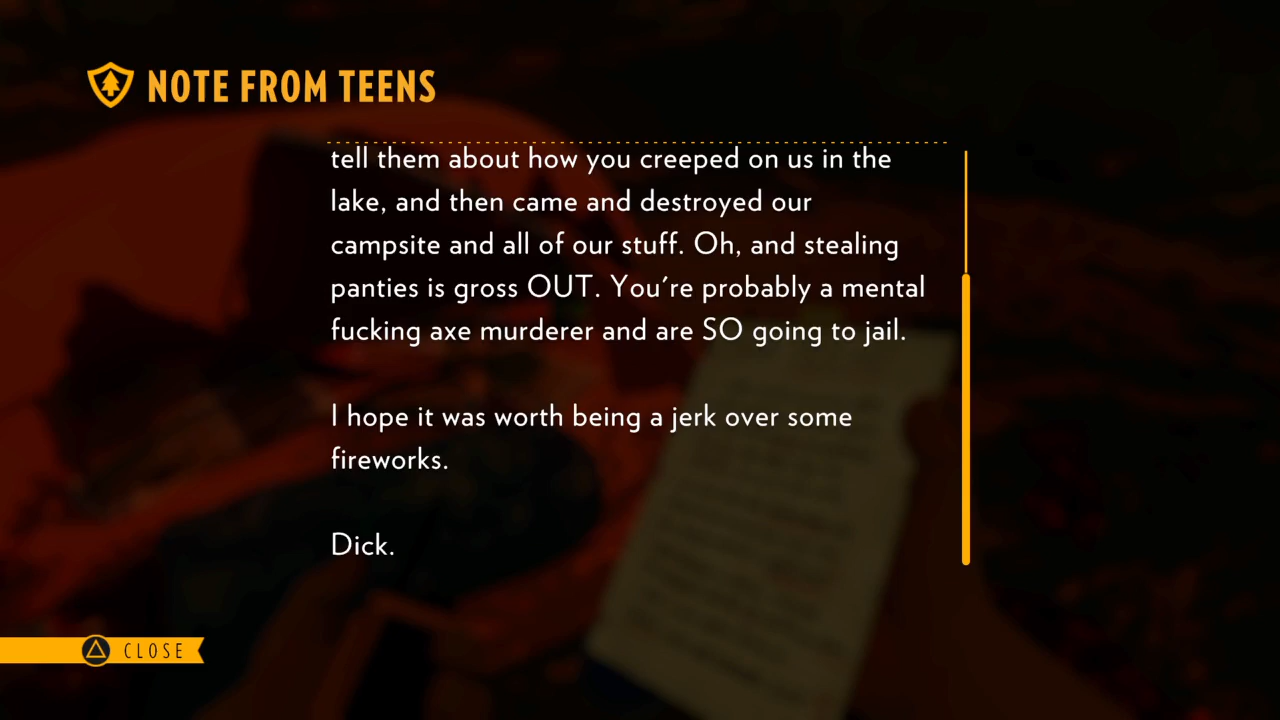 NOTE FROM TEENS
tell them about how you creeped on us in the
lake, and then came and destroyed our
campsite and all of our stuff. Oh, and stealing
panties is gross OUT. You're probably a mental
fucking axe murderer and are SO going to jail.
I hope it was worth being a jerk over some
fireworks.
Dick.
CLOSE